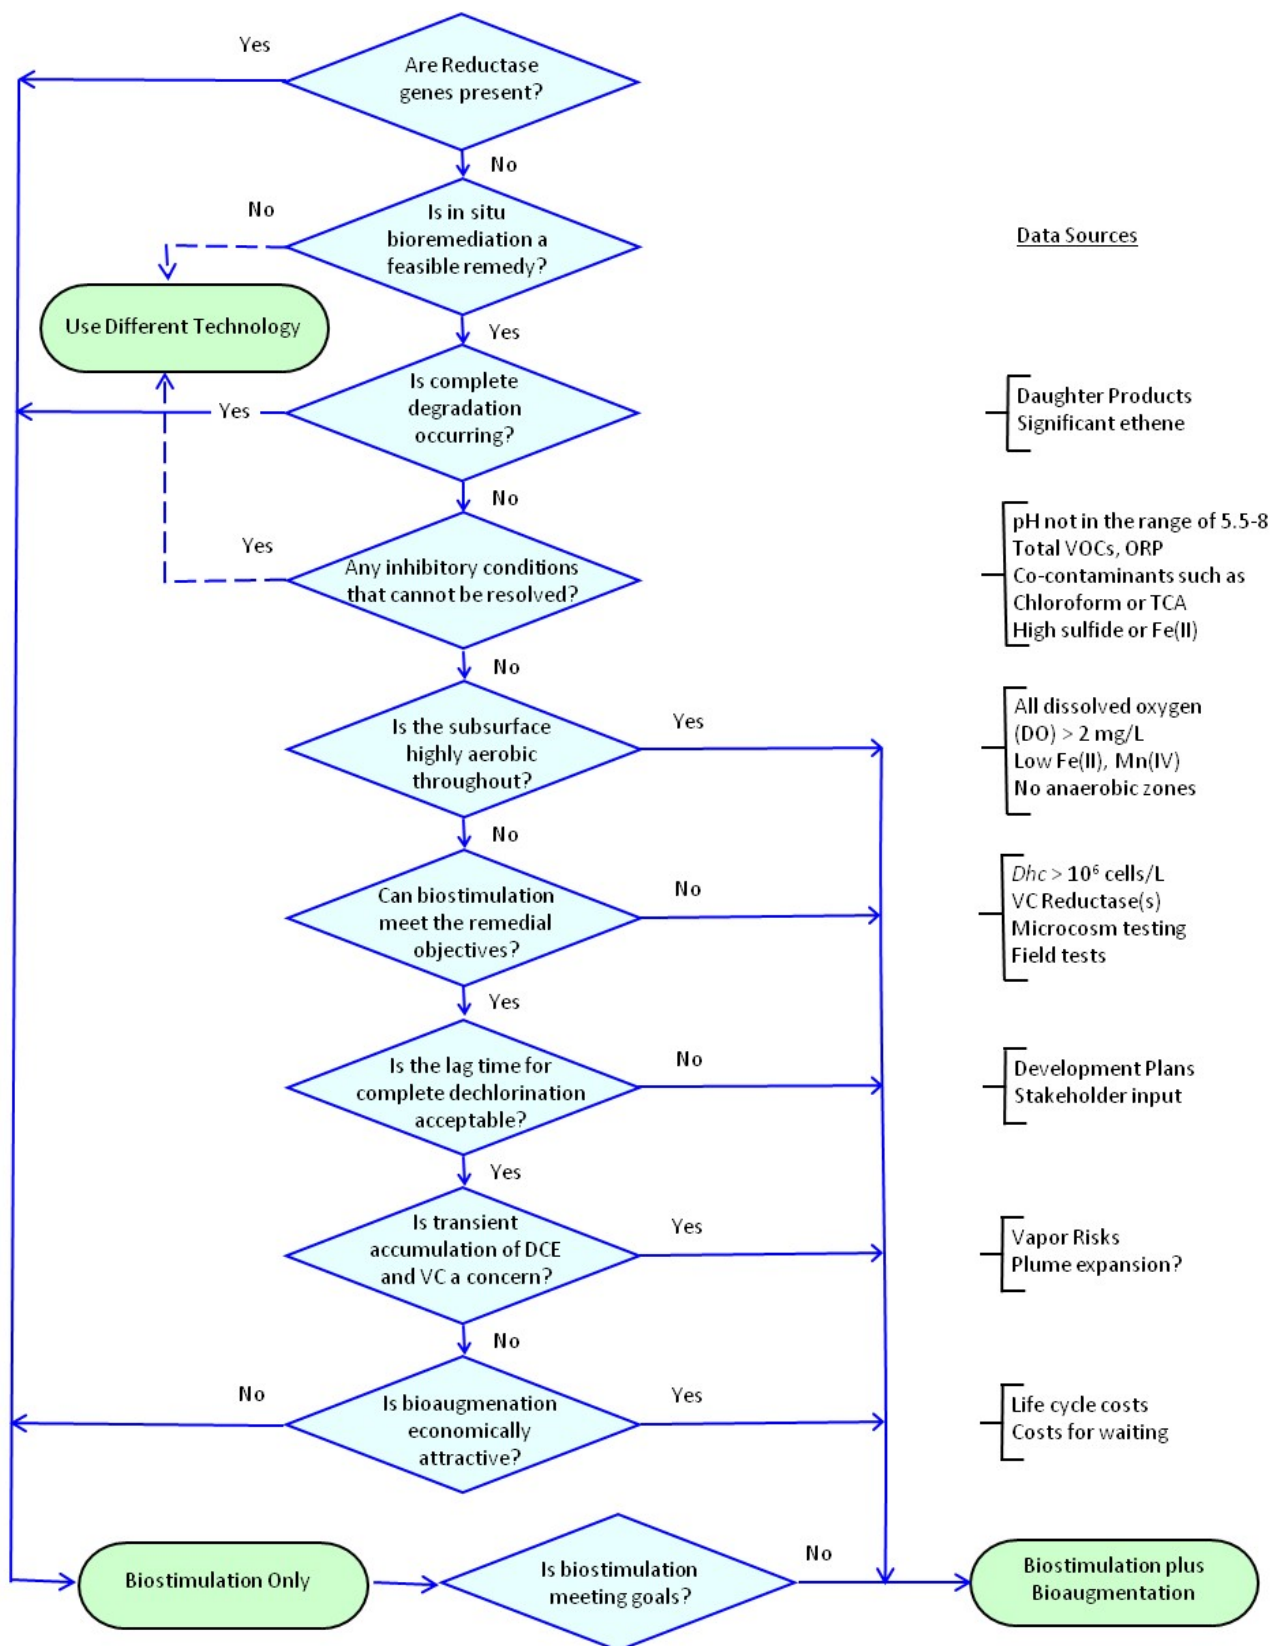 Yes
Are Reductase
genes present?
No
No
Is in situ
bioremediation a
feasible remedy?
Data Sources
Use Different Technology
Yes
Is complete
degradation
occurring?
Yes
Daughter Products
Significant ethene
No
Yes
Any inhibitory conditions
that cannot be resolved?
pH not in the range of 5.5-8
Total VOCs, ORP
Co-contaminants such as
Chloroform or TCA
High sulfide or Fe(II)
No
Is the subsurface
highly aerobic
throughout?
Yes
All dissolved oxygen
(DO) > 2 mg/L
Low Fe(II), Mn(IV)
No anaerobic zones
No
Can biostimulation
meet the remedial
objectives?
No
Dhc > 10⁶ cells/L
VC Reductase(s)
Microcosm testing
Field tests
Yes
Is the lag time for
complete dechlorination
acceptable?
No
Development Plans
Stakeholder input
Yes
Is transient
accumulation of DCE
and VC a concern?
Yes
Vapor Risks
Plume expansion?
No
No
Is bioaugmenation
economically
attractive?
Yes
Life cycle costs
Costs for waiting
Biostimulation Only
Is biostimulation
meeting goals?
No
Biostimulation plus
Bioaugmentation